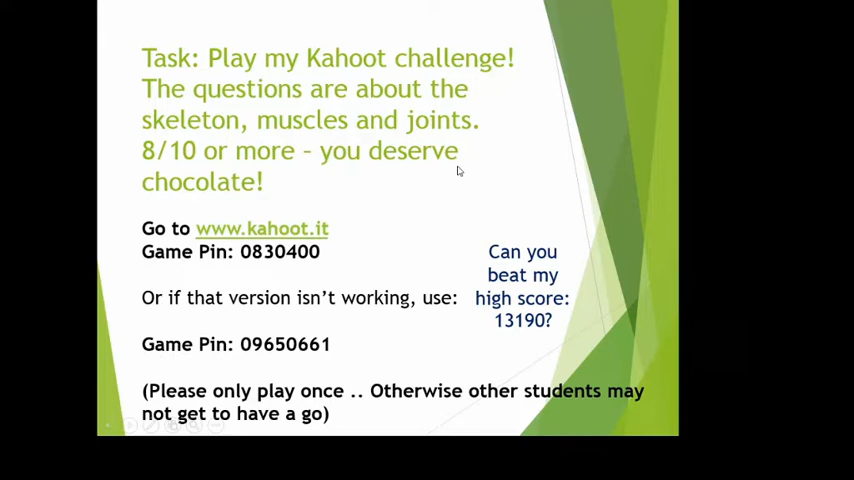 Task: Play my Kahoot challenge!
The questions are about the
skeleton, muscles and joints.
8/10 or more – you deserve
chocolate!
Go to www.kahoot.it
Game Pin: 0830400
Or if that version isn't working, use:
Game Pin: 09650661
(Please only play once .. Otherwise other students may
not get to have a go)
Can you
beat my
high score:
13190?